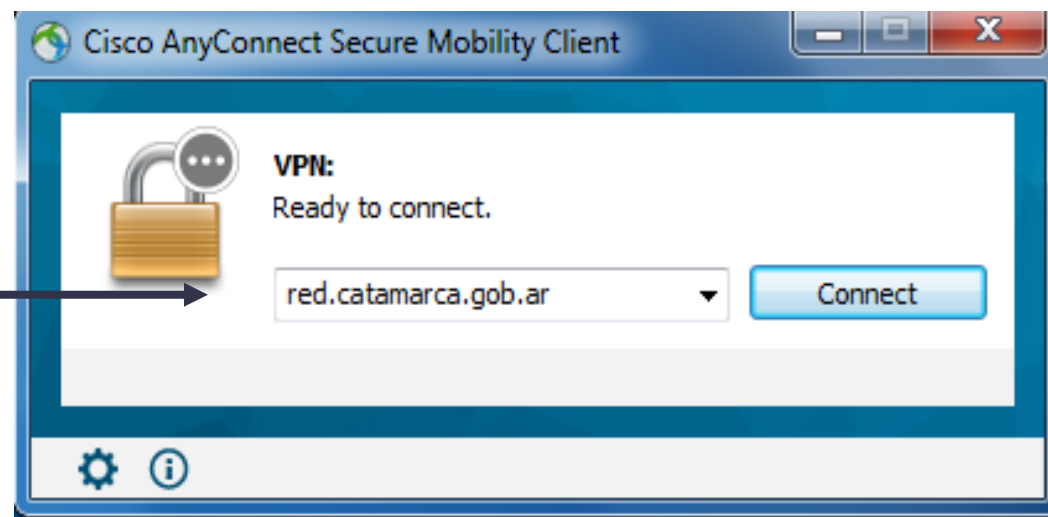 Cisco AnyConnect Secure Mobility Client
VPN:
Ready to connect.
red.catamarca.gob.ar
Connect